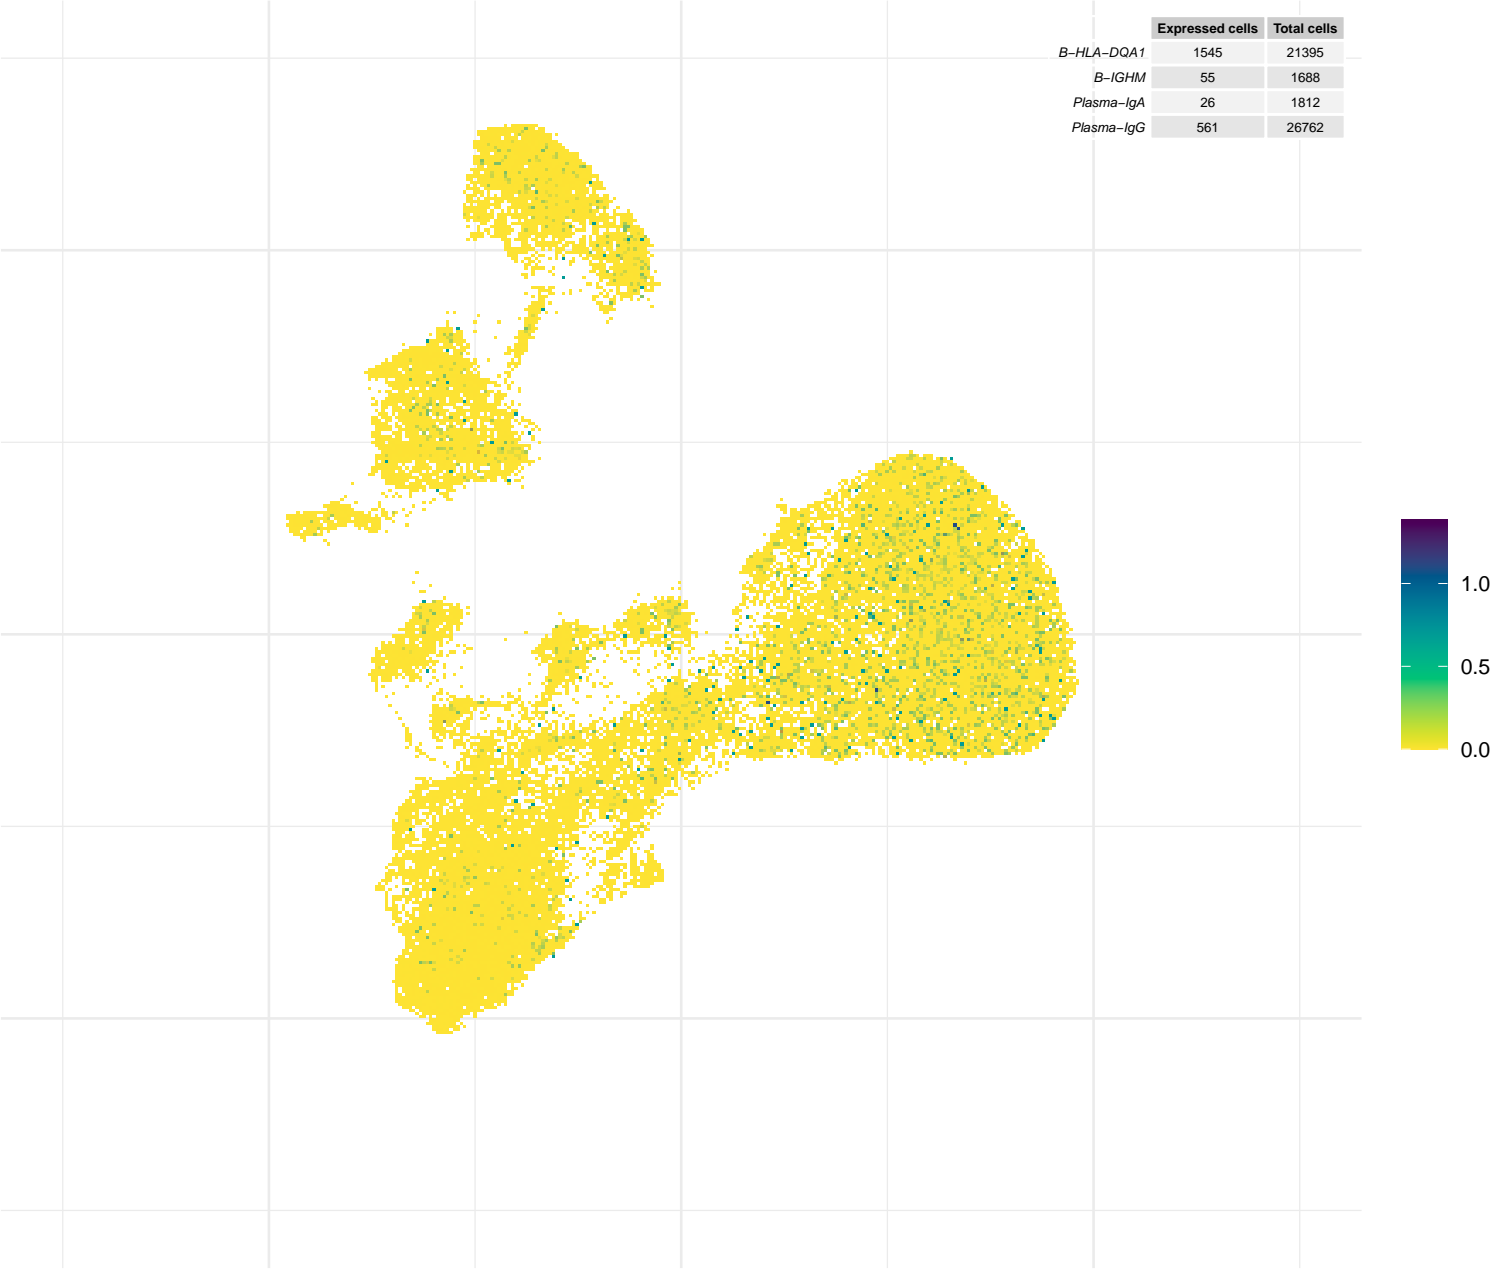 Expressed cells Total cells
B−HLA−DQA1 1545 21395
B−IGHM 55 1688
Plasma−IgA 26 1812
Plasma−IgG 561 26762
1.0
0.5
0.0